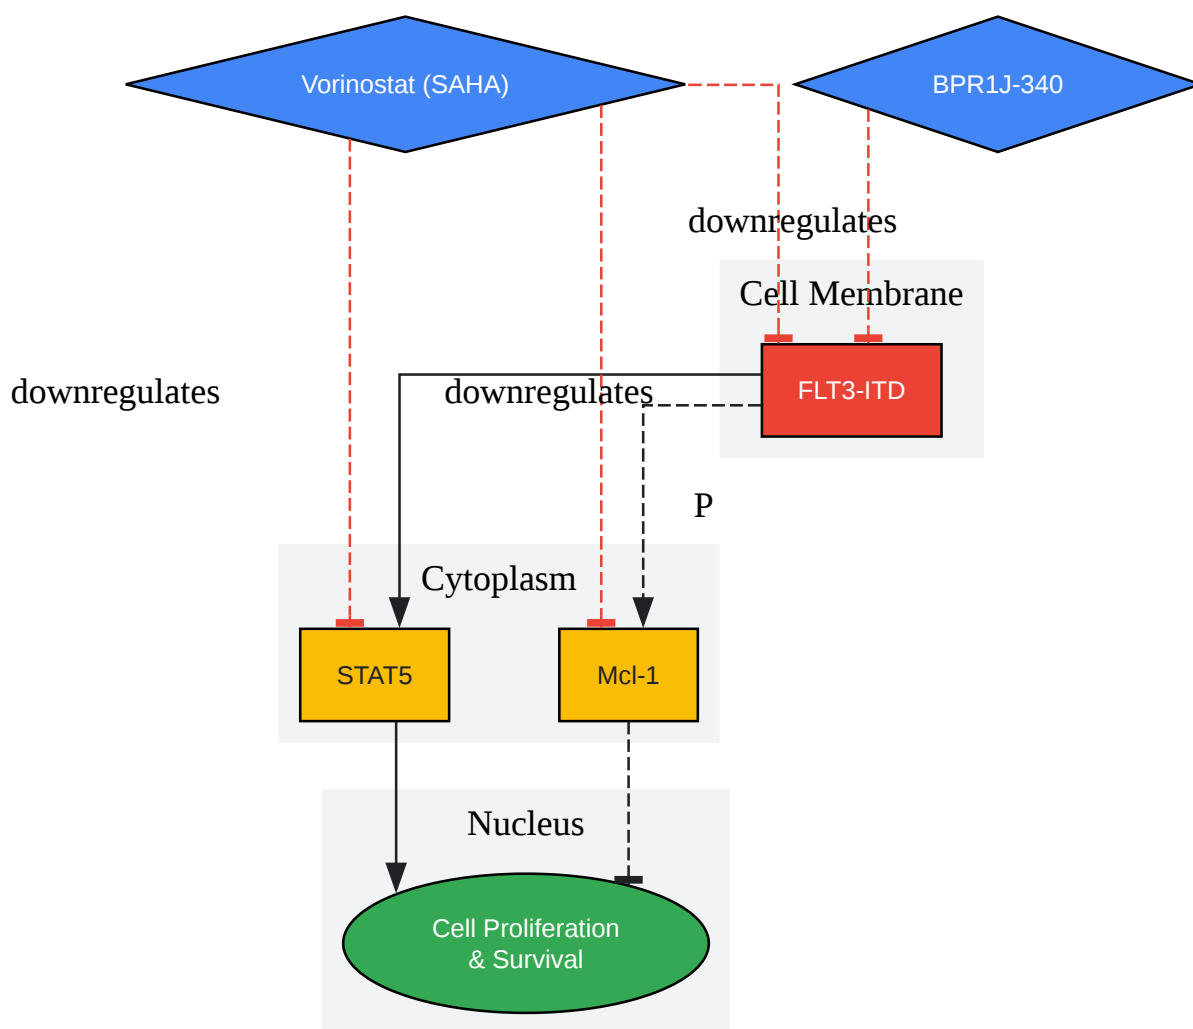 Vorinostat (SAHA)
BPR1J-340
downregulates
Cell Membrane
downregulates
downregulates
FLT3-ITD
P
Cytoplasm
STAT5
Mcl-1
Nucleus
Cell Proliferation
& Survival